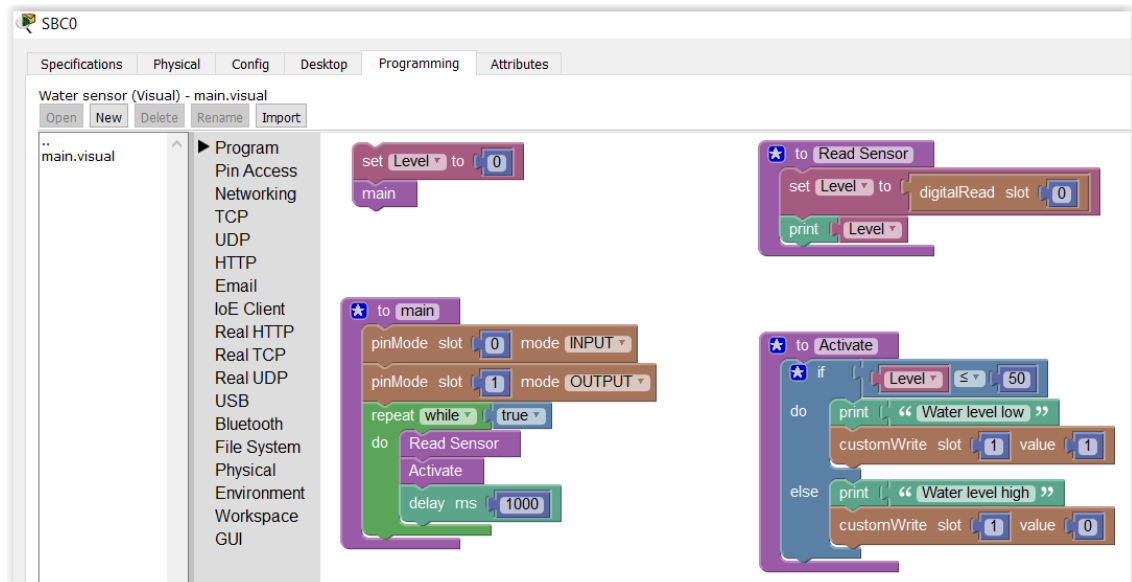 SBC0
Specifications Physical Config Desktop Programming Attributes
Water sensor (Visual) - main.visual
Open New Delete Rename Import
..
main.visual
Program
Pin Access
Networking
TCP
UDP
HTTP
Email
IoE Client
Real HTTP
Real TCP
Real UDP
USB
Bluetooth
File System
Physical
Environment
Workspace
GUI
set Level to 0
main
to main
pinMode slot 0 mode INPUT
pinMode slot 1 mode OUTPUT
repeat while true
do Read Sensor
Activate
delay ms 1000
to Read Sensor
set Level to digitalRead slot 0
print Level
to Activate
if Level ≤ 50
do print “ Water level low ”
customWrite slot 1 value 1
else print “ Water level high ”
customWrite slot 1 value 0